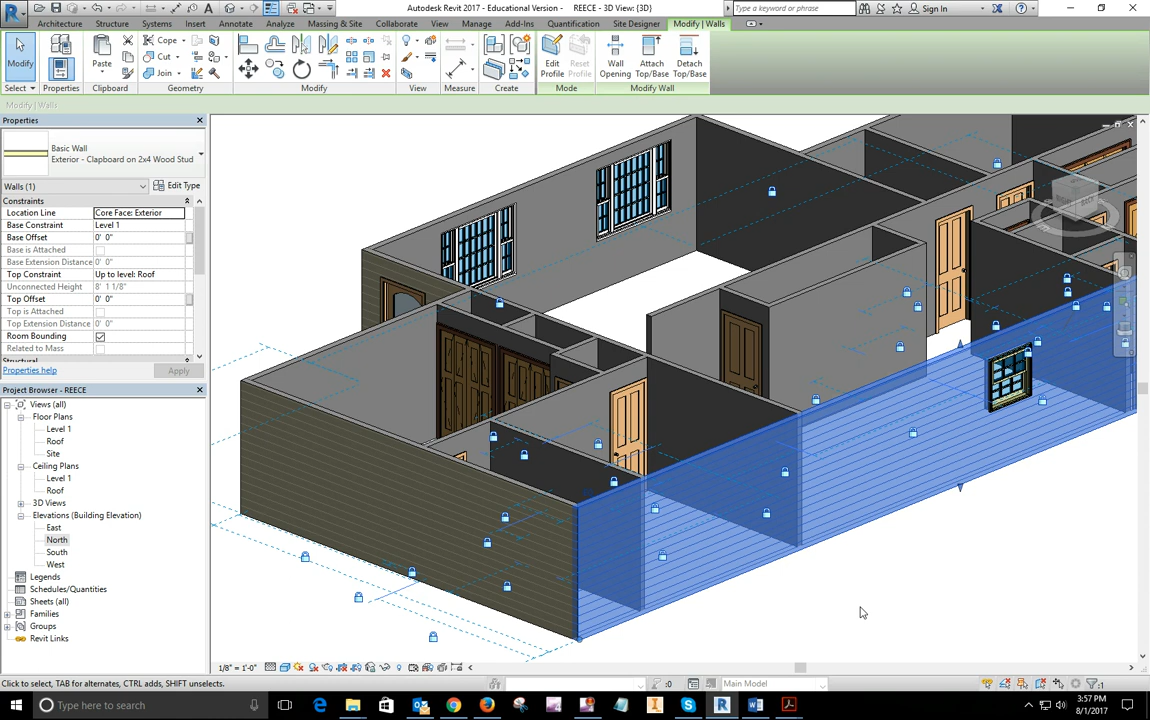 Autodesk Revit 2017 - Educational Version - REECE - 3D View: {3D}
Type a keyword or phrase
Sign In
Architecture Structure Systems Insert Annotate Analyze Massing & Site Collaborate View Manage Add-Ins Quantification Site Designer Modify | Walls
Modify
Paste
Cope
Cut
Join
Edit Profile
Reset Profile
Wall Opening
Attach Top/Base
Detach Top/Base
Select Properties Clipboard Geometry Modify View Measure Create Mode Modify Wall
Modify | Walls
Properties
Basic Wall
Exterior - Clapboard on 2x4 Wood Stud
Walls (1) Edit Type
Constraints
Location Line Core Face: Exterior
Base Constraint Level 1
Base Offset 0' 0"
Base is Attached
Base Extension Distance 0' 0"
Top Constraint Up to level: Roof
Unconnected Height 8' 1 1/8"
Top Offset 0' 0"
Top is Attached
Top Extension Distance 0' 0"
Room Bounding
Related to Mass
Structural
Properties help Apply
Project Browser - REECE
Views (all)
Floor Plans
Level 1
Roof
Site
Ceiling Plans
Level 1
Roof
3D Views
Elevations (Building Elevation)
East
North
South
West
Legends
Schedules/Quantities
Sheets (all)
Families
Groups
Revit Links
RIGHT BACK
1/8" = 1'-0"
Click to select, TAB for alternates, CTRL adds, SHIFT unselects.
:0
Main Model
:1
Type here to search
3:57 PM
8/1/2017